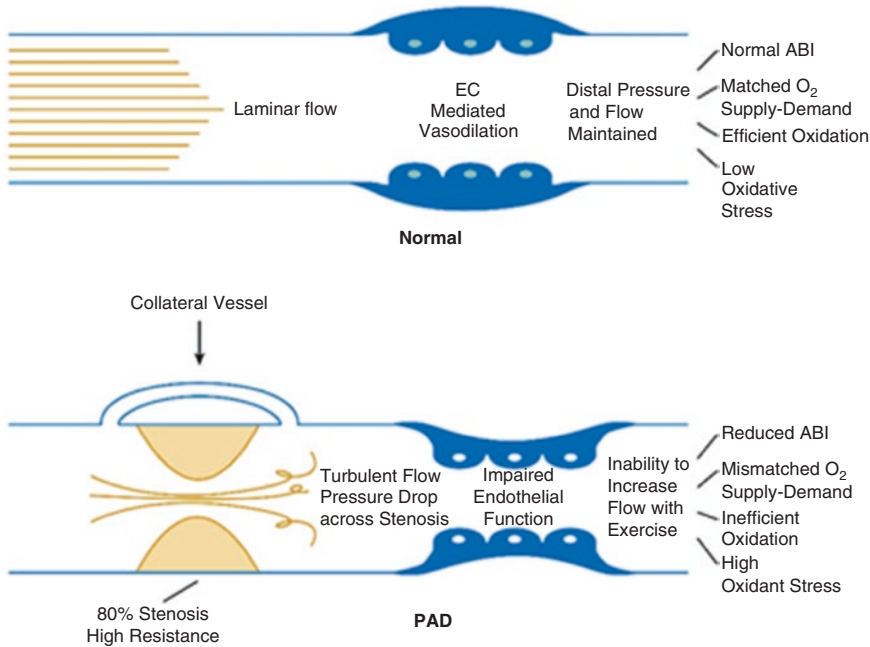 Laminar flow
EC
Mediated
Vasodilation
Distal Pressure
and Flow
Maintained
Normal ABI
Matched O₂
Supply-Demand
Efficient Oxidation
Low
Oxidative
Stress
Normal
Collateral Vessel
Turbulent Flow
Pressure Drop
across Stenosis
Impaired
Endothelial
Function
Inability to
Increase
Flow with
Exercise
Reduced ABI
Mismatched O₂
Supply-Demand
Inefficient
Oxidation
High
Oxidant Stress
80% Stenosis
High Resistance
PAD